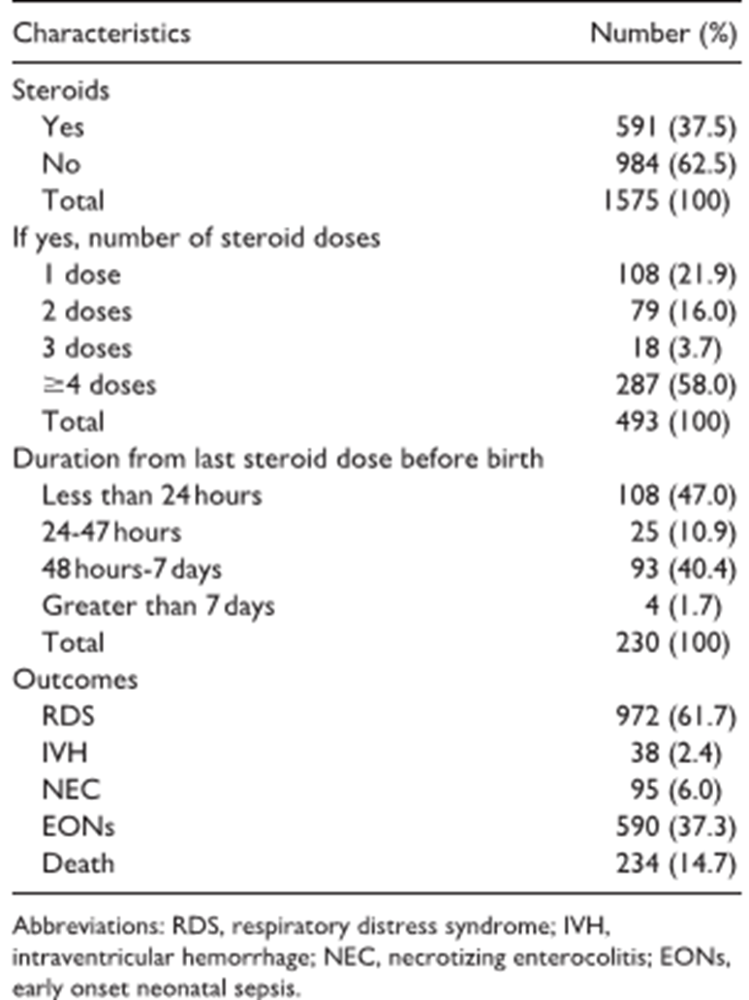 Characteristics Number (%)
Steroids
Yes 591 (37.5)
No 984 (62.5)
Total 1575 (100)
If yes, number of steroid doses
1 dose 108 (21.9)
2 doses 79 (16.0)
3 doses 18 (3.7)
≥4 doses 287 (58.0)
Total 493 (100)
Duration from last steroid dose before birth
Less than 24 hours 108 (47.0)
24-47 hours 25 (10.9)
48 hours-7 days 93 (40.4)
Greater than 7 days 4 (1.7)
Total 230 (100)
Outcomes
RDS 972 (61.7)
IVH 38 (2.4)
NEC 95 (6.0)
EONs 590 (37.3)
Death 234 (14.7)
Abbreviations: RDS, respiratory distress syndrome; IVH,
intraventricular hemorrhage; NEC, necrotizing enterocolitis; EONs,
early onset neonatal sepsis.